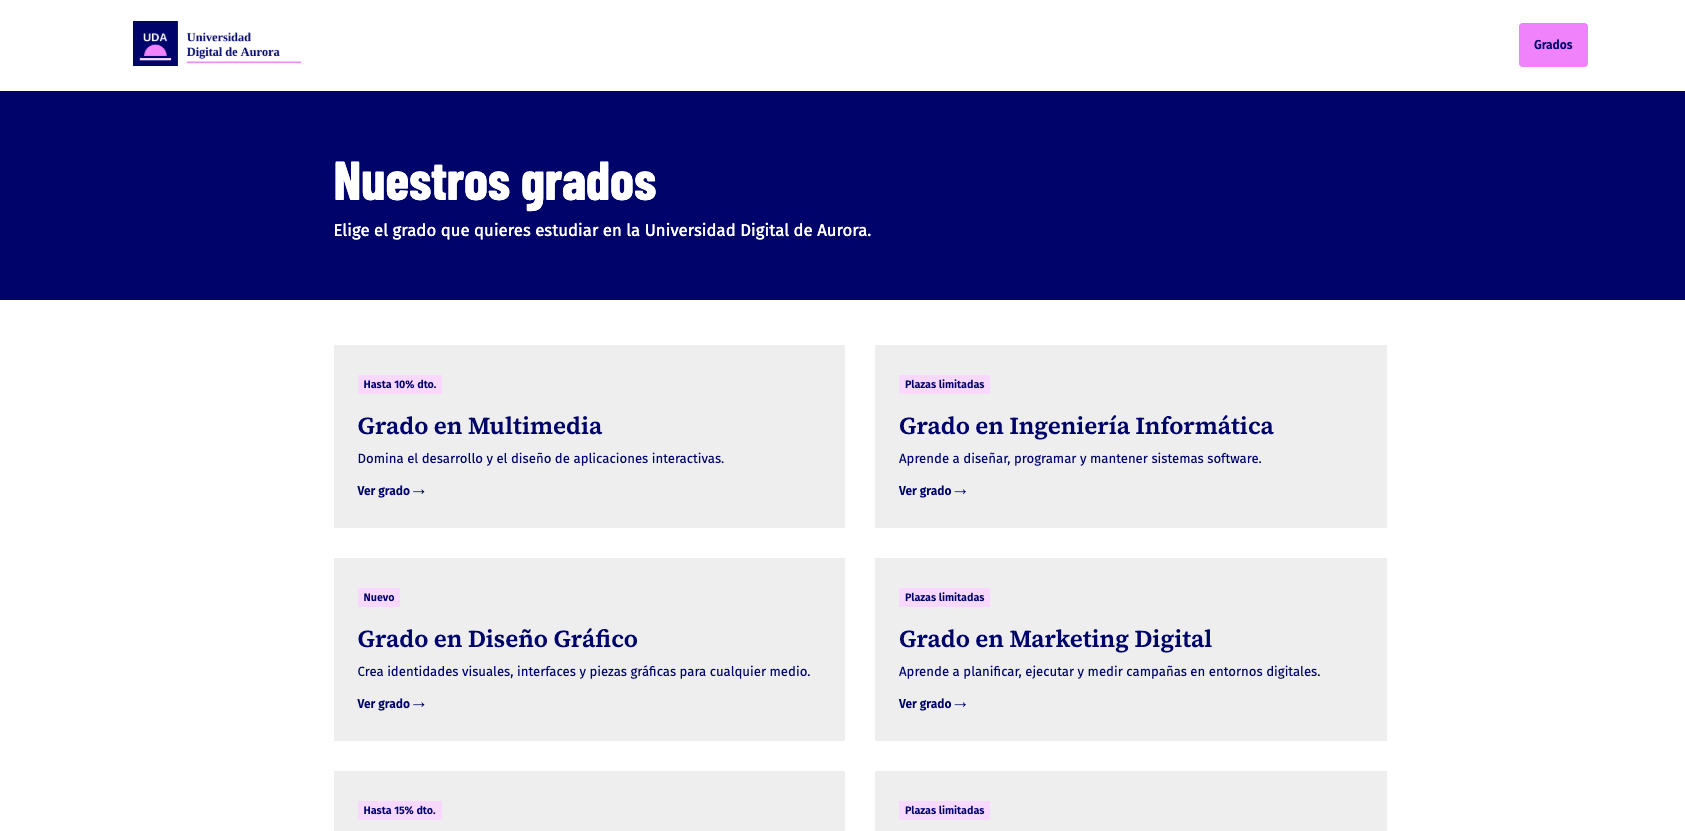 UDA
Universidad
Digital de Aurora
Grados
Nuestros grados
Elige el grado que quieres estudiar en la Universidad Digital de Aurora.
Hasta 10% dto.
Grado en Multimedia
Domina el desarrollo y el diseño de aplicaciones interactivas.
Ver grado →
Plazas limitadas
Grado en Ingeniería Informática
Aprende a diseñar, programar y mantener sistemas software.
Ver grado →
Nuevo
Grado en Diseño Gráfico
Crea identidades visuales, interfaces y piezas gráficas para cualquier medio.
Ver grado →
Plazas limitadas
Grado en Marketing Digital
Aprende a planificar, ejecutar y medir campañas en entornos digitales.
Ver grado →
Hasta 15% dto.
Plazas limitadas